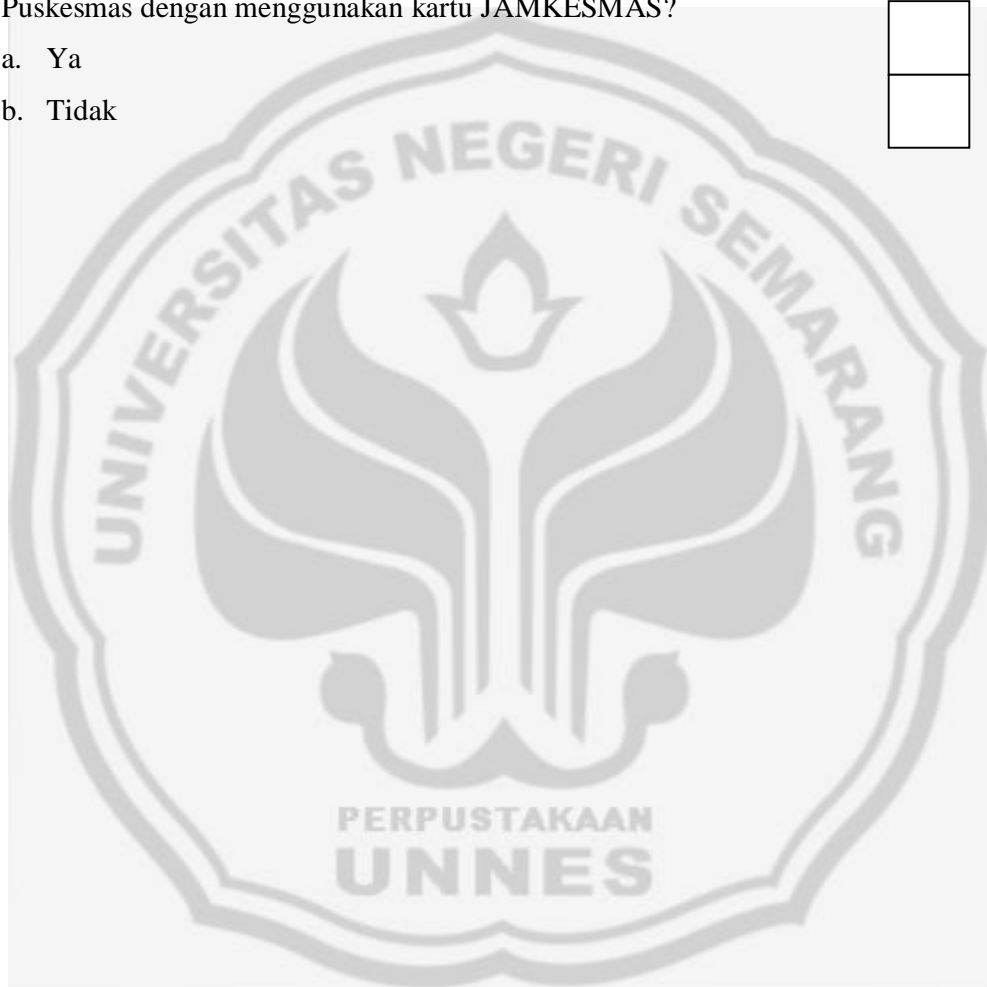 Puskesmas dengan menggunakan kartu JAMKESMAS?
a. Ya
b. Tidak
UNIVERSITAS NEGERI SEMARANG
PERPUSTAKAAN
UNNES